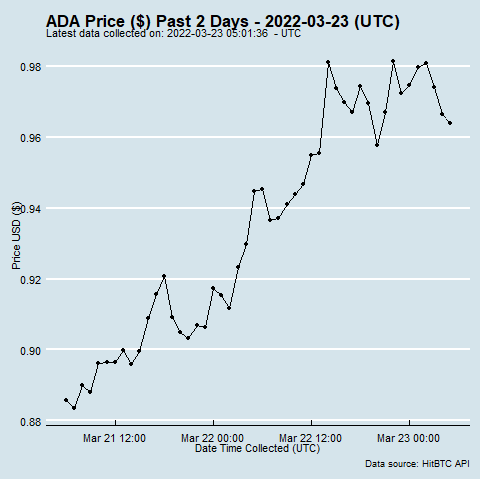 ADA Price ($) Past 2 Days - 2022-03-23 (UTC)
Latest data collected on: 2022-03-23 05:01:36  - UTC
Price USD ($)
0.98
0.96
0.94
0.92
0.90
0.88
Mar 21 12:00
Mar 22 00:00
Mar 22 12:00
Mar 23 00:00
Date Time Collected (UTC)
Data source: HitBTC API